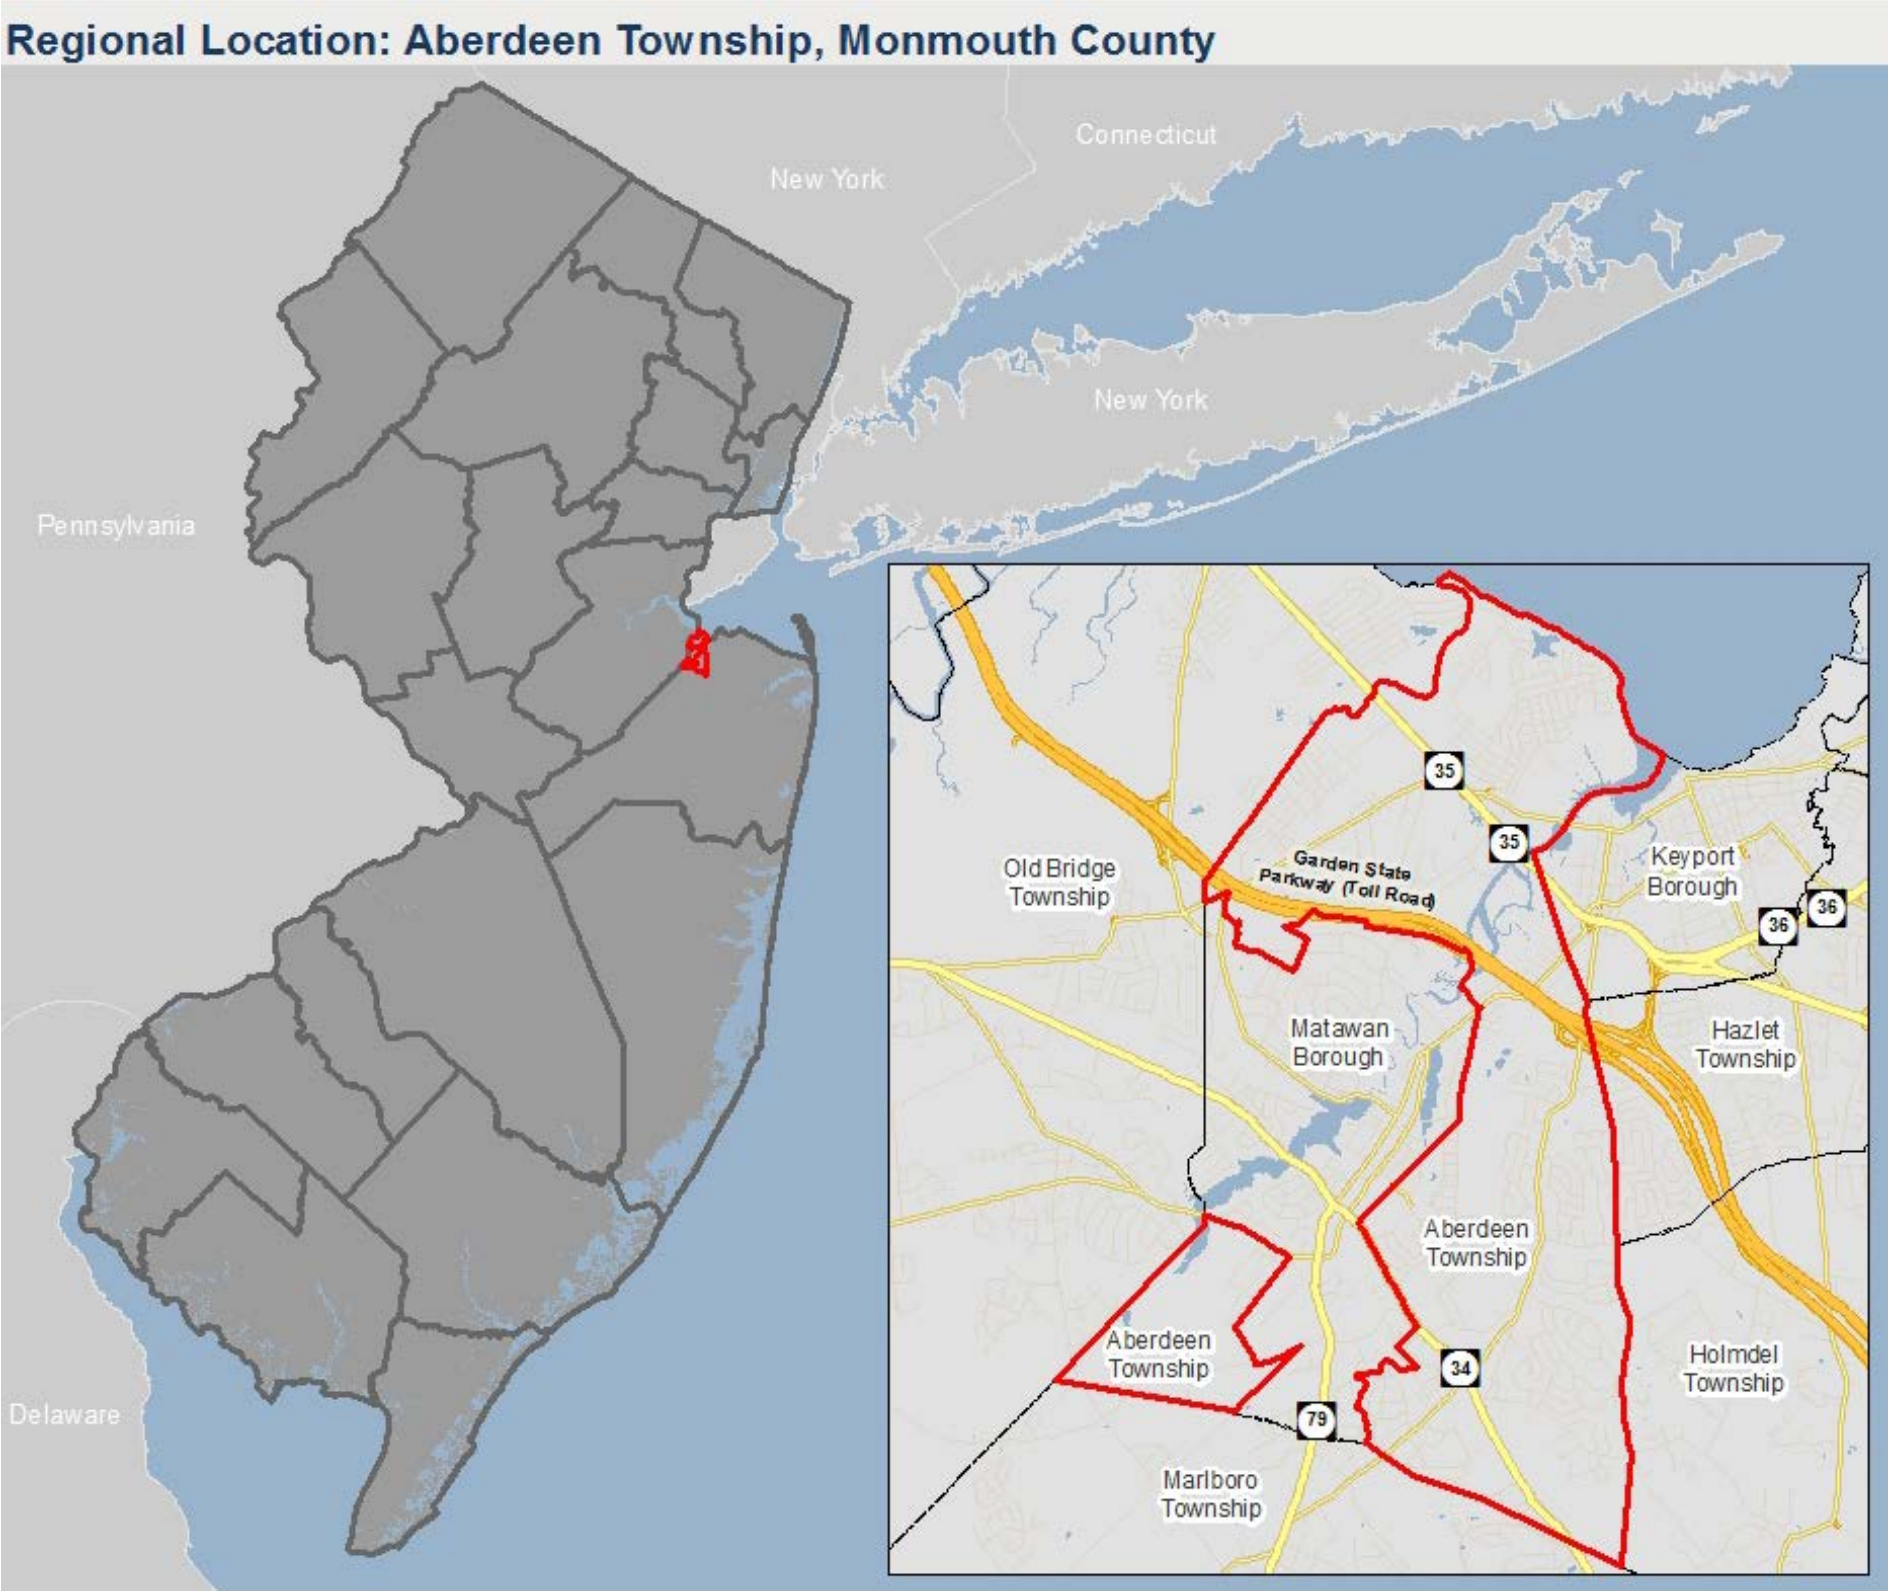 Regional Location: Aberdeen Township, Monmouth County
Connecticut
New York
New York
Pennsylvania
Delaware
35
35
Garden State
Parkway (Toll Road)
Old Bridge
Township
Keyport
Borough
36
36
Matawan
Borough
Hazlet
Township
Aberdeen
Township
Aberdeen
Township
34
Holmdel
Township
79
Marlboro
Township